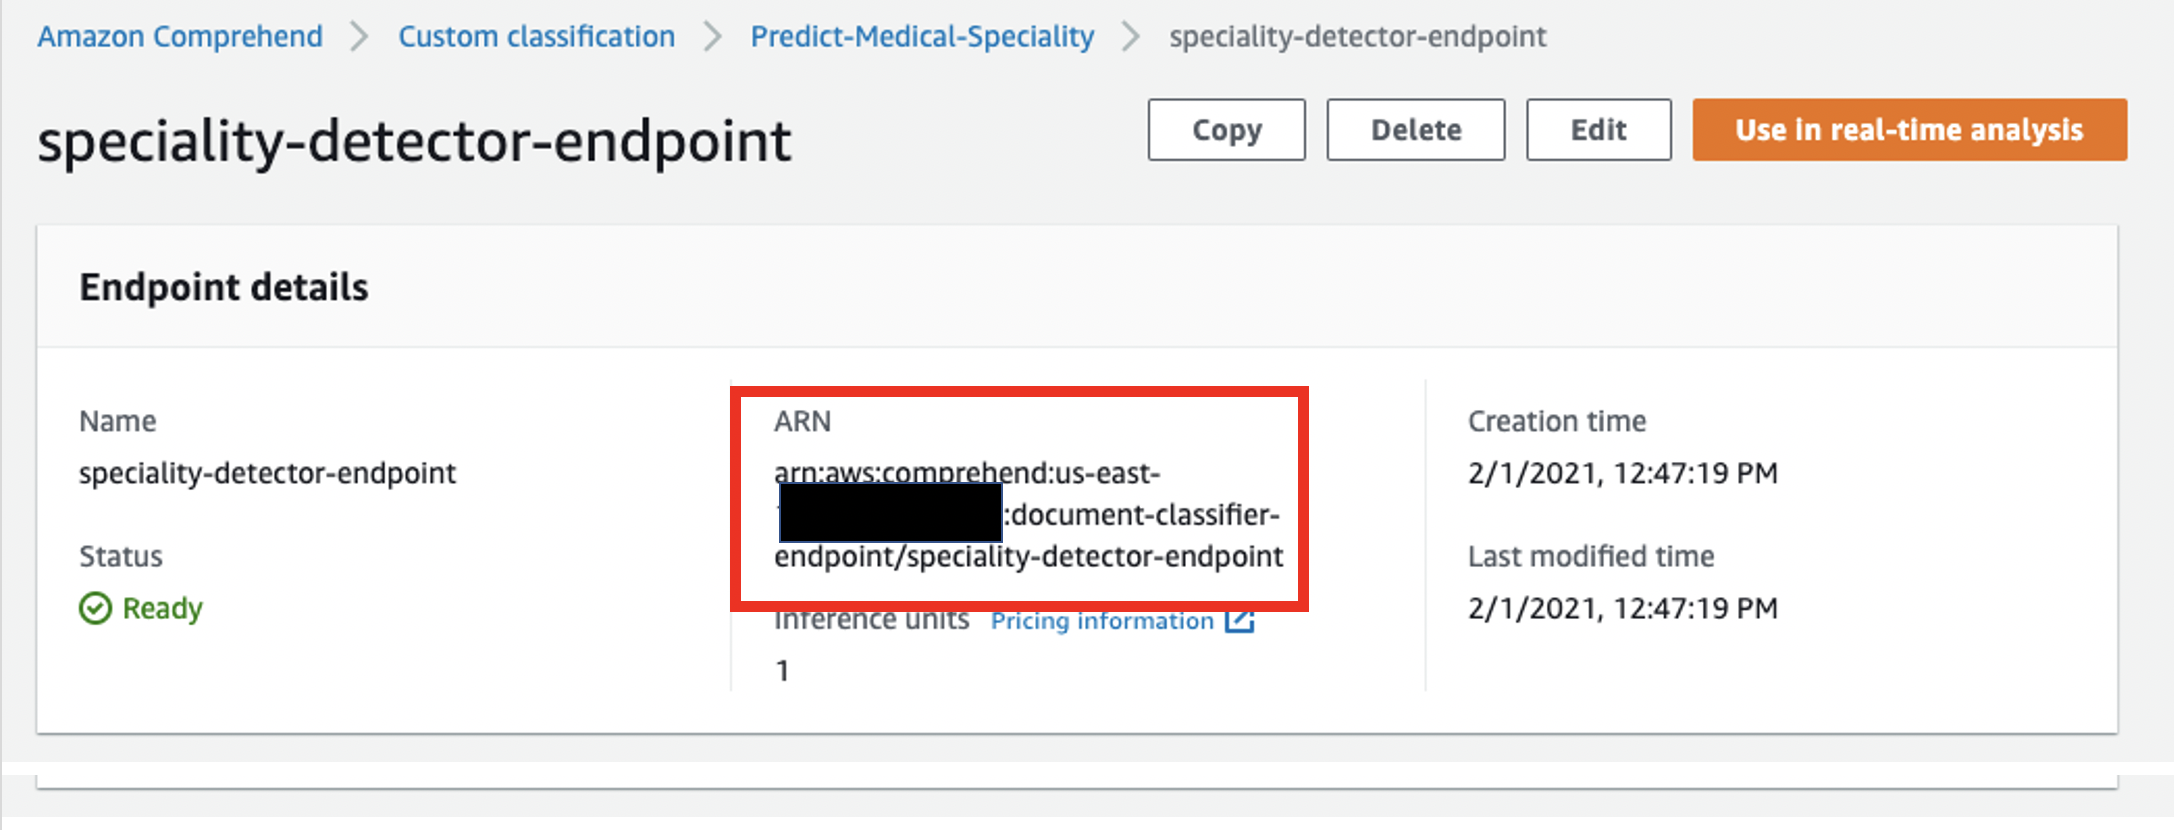 Amazon Comprehend > Custom classification > Predict-Medical-Speciality > speciality-detector-endpoint
speciality-detector-endpoint
Copy Delete Edit Use in real-time analysis
Endpoint details
Name
speciality-detector-endpoint
Status
Ready
ARN
arn:aws:comprehend:us-east-
:document-classifier-
endpoint/speciality-detector-endpoint
Inference units Pricing information
1
Creation time
2/1/2021, 12:47:19 PM
Last modified time
2/1/2021, 12:47:19 PM